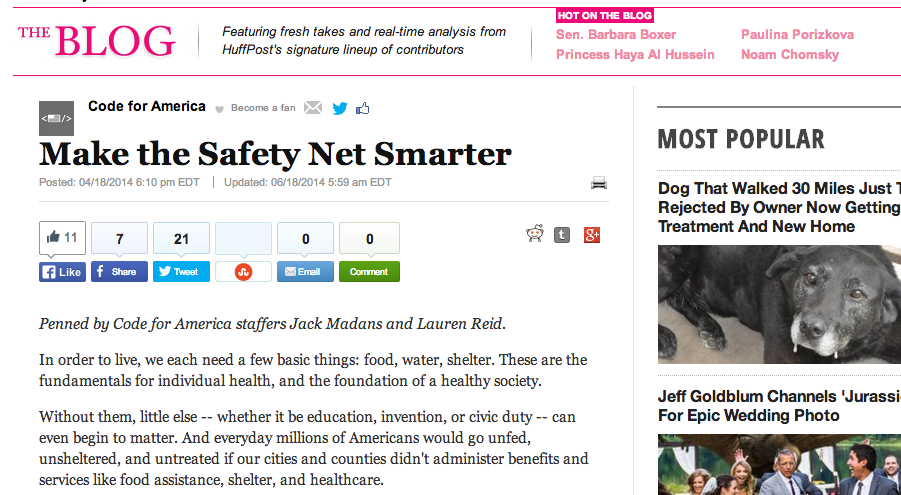 THE BLOG
Featuring fresh takes and real-time analysis from
HuffPost's signature lineup of contributors
HOT ON THE BLOG
Sen. Barbara Boxer
Paulina Porizkova
Princess Haya Al Hussein
Noam Chomsky
Code for America
Become a fan
Make the Safety Net Smarter
Posted: 04/18/2014 6:10 pm EDT | Updated: 06/18/2014 5:59 am EDT
11
7
21
0
0
Like
Share
Tweet
Email
Comment
Penned by Code for America staffers Jack Madans and Lauren Reid.
In order to live, we each need a few basic things: food, water, shelter. These are the
fundamentals for individual health, and the foundation of a healthy society.
Without them, little else -- whether it be education, invention, or civic duty -- can
even begin to matter. And everyday millions of Americans would go unfed,
unsheltered, and untreated if our cities and counties didn't administer benefits and
services like food assistance, shelter, and healthcare.
MOST POPULAR
Dog That Walked 30 Miles Just T
Rejected By Owner Now Getting
Treatment And New Home
Jeff Goldblum Channels 'Jurassi
For Epic Wedding Photo